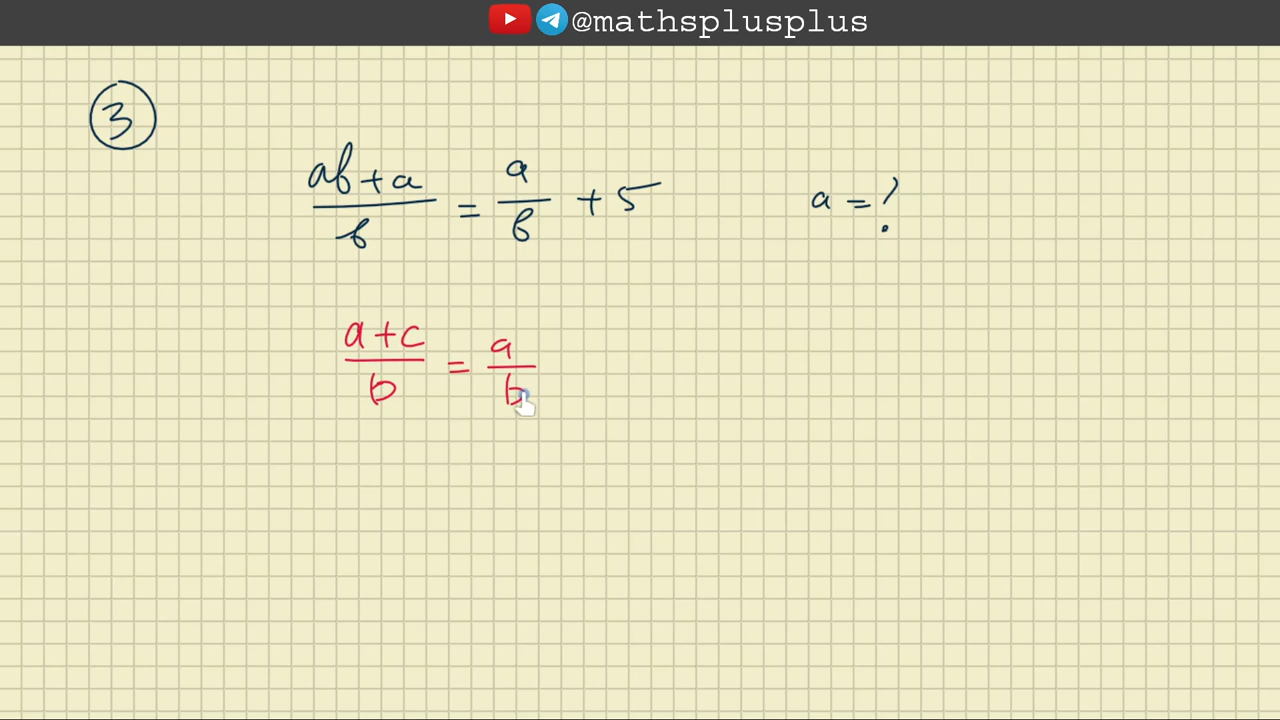 @mathsplusplus
3
(ab+a)/b = a/b + 5    a = ?
(a+c)/b = a/b